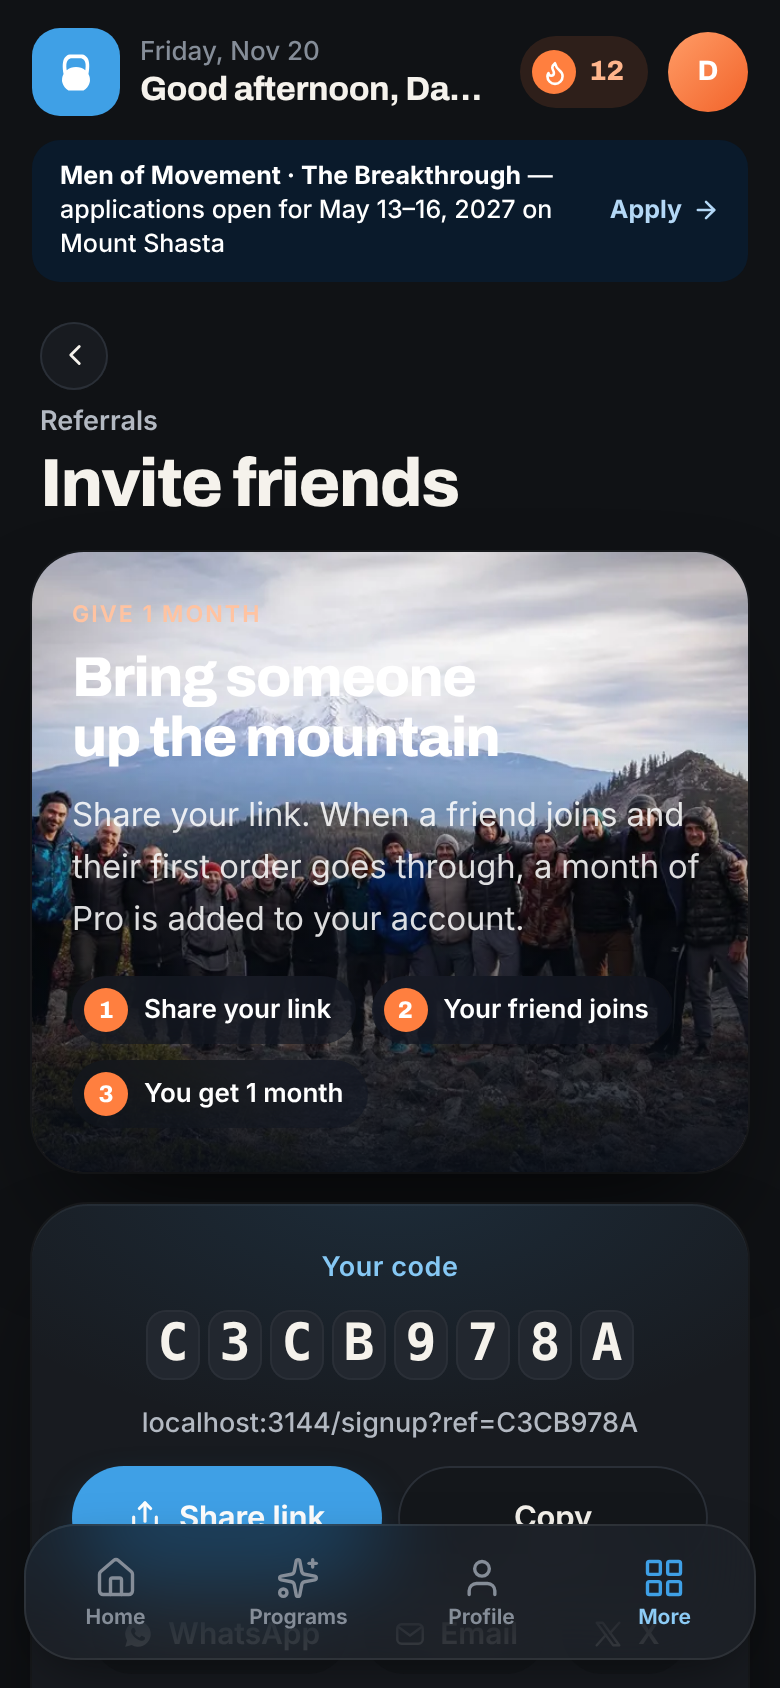 Friday, Nov 20
Good afternoon, Da...
12
D
Men of Movement · The Breakthrough —
applications open for May 13–16, 2027 on
Mount Shasta
Apply →
Referrals
Invite friends
GIVE 1 MONTH
Bring someone
up the mountain
Share your link. When a friend joins and
their first order goes through, a month of
Pro is added to your account.
1 Share your link
2 Your friend joins
3 You get 1 month
Your code
C3CB978A
localhost:3144/signup?ref=C3CB978A
Share link
Copy
WhatsApp
Email
X
Home
Programs
Profile
More